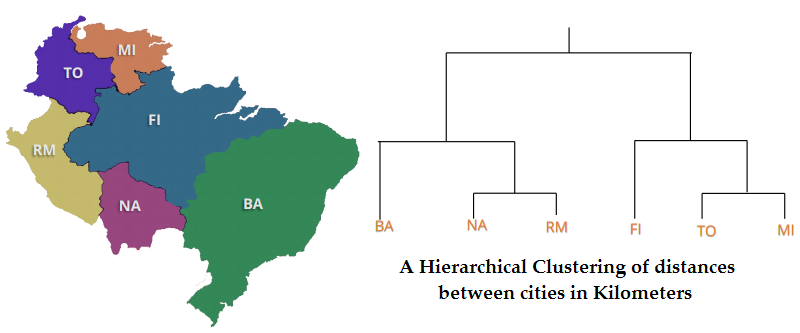 MI
TO
FI
RM
NA
BA
BA NA RM FI TO MI
A Hierarchical Clustering of distances
between cities in Kilometers